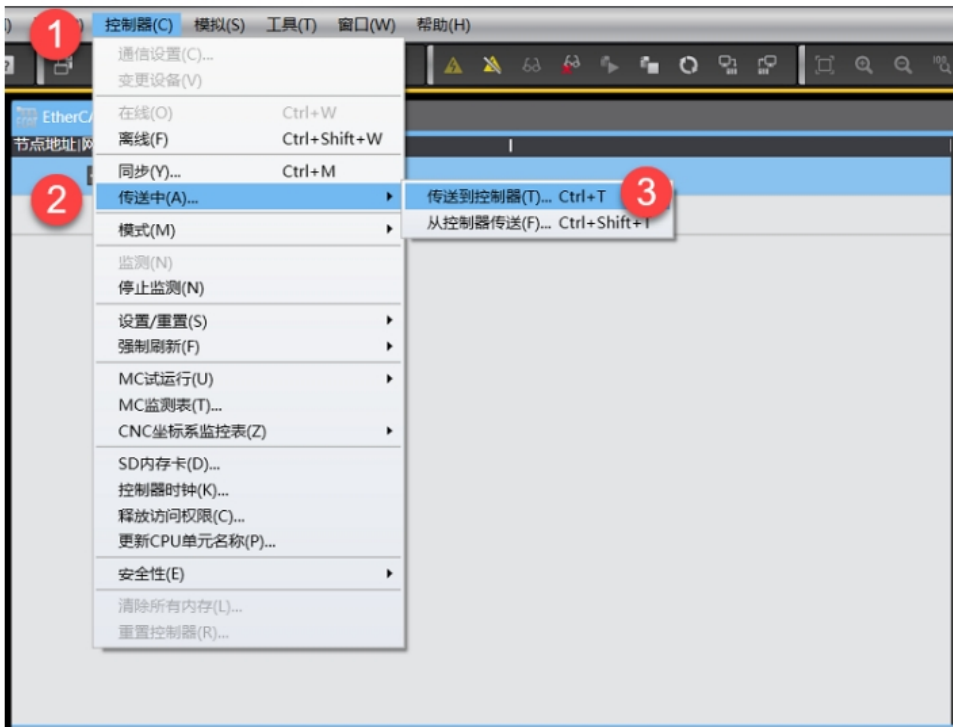 1
控制器(C) 模拟(S) 工具(T) 窗口(W) 帮助(H)
通信设置(C)...
变更设备(V)
EtherCA
在线(O) Ctrl+W
节点地址|网
离线(F) Ctrl+Shift+W
同步(Y)... Ctrl+M
2
传送中(A)...
传送到控制器(T)... Ctrl+T
3
从控制器传送(F)... Ctrl+Shift+T
模式(M)
监测(N)
停止监测(N)
设置/重置(S)
强制刷新(F)
MC试运行(U)
MC监测表(T)...
CNC坐标系监控表(Z)
SD内存卡(D)...
控制器时钟(K)...
释放访问权限(C)...
更新CPU单元名称(P)...
安全性(E)
清除所有内存(L)...
重置控制器(R)...